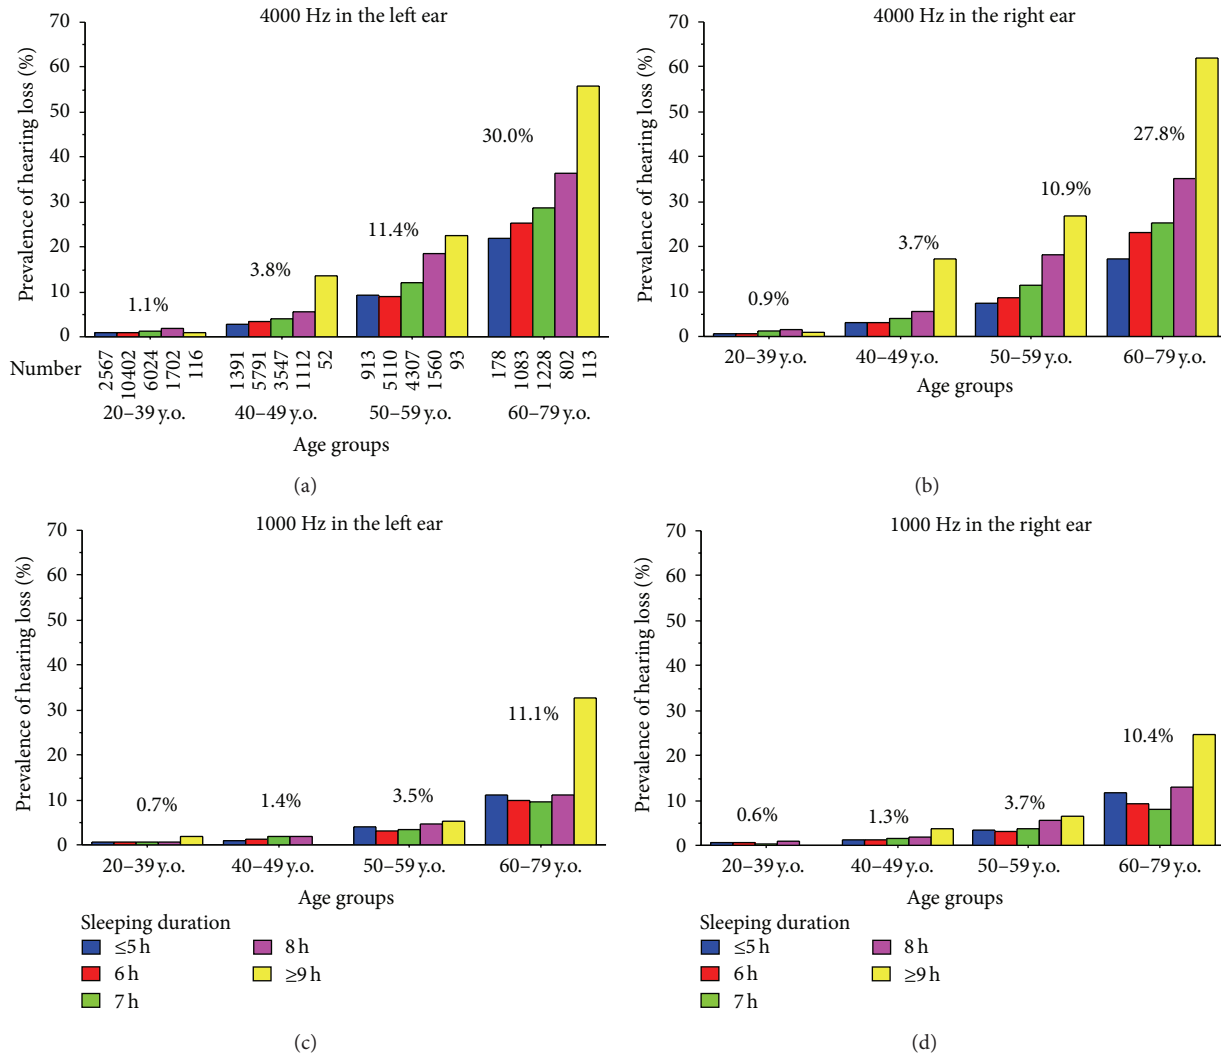 4000 Hz in the left ear
70
60
50
40
30
20
10
0
Prevalence of hearing loss (%)
1.1%
3.8%
11.4%
30.0%
Number
2567
10402
6024
1702
116
1391
5791
3547
1112
52
913
5110
4307
1560
93
178
1083
1228
802
113
20–39 y.o. 40–49 y.o. 50–59 y.o. 60–79 y.o.
Age groups
(a)
4000 Hz in the right ear
70
60
50
40
30
20
10
0
Prevalence of hearing loss (%)
0.9%
3.7%
10.9%
27.8%
20–39 y.o. 40–49 y.o. 50–59 y.o. 60–79 y.o.
Age groups
(b)
1000 Hz in the left ear
70
60
50
40
30
20
10
0
Prevalence of hearing loss (%)
0.7%
1.4%
3.5%
11.1%
20–39 y.o. 40–49 y.o. 50–59 y.o. 60–79 y.o.
Age groups
Sleeping duration
≤5 h
6 h
7 h
8 h
≥9 h
(c)
1000 Hz in the right ear
70
60
50
40
30
20
10
0
Prevalence of hearing loss (%)
0.6%
1.3%
3.7%
10.4%
20–39 y.o. 40–49 y.o. 50–59 y.o. 60–79 y.o.
Age groups
Sleeping duration
≤5 h
6 h
7 h
8 h
≥9 h
(d)